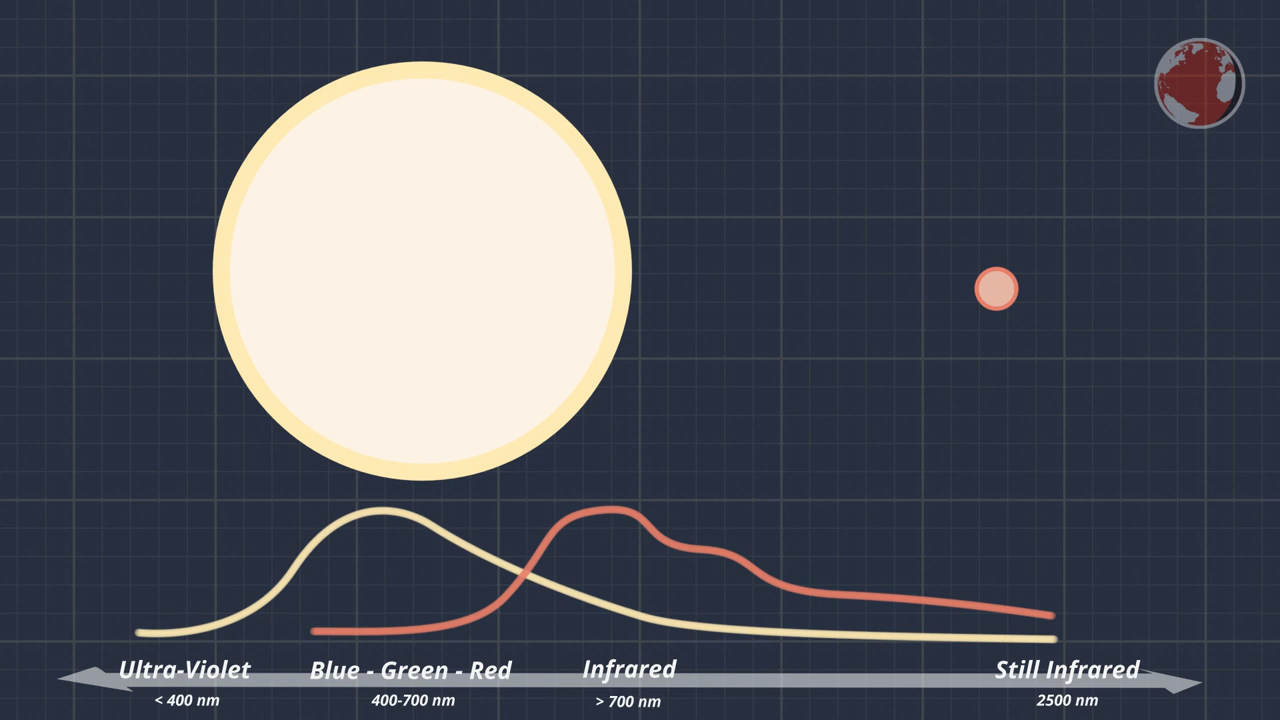 Ultra-Violet Blue - Green - Red Infrared Still Infrared
< 400 nm 400-700 nm > 700 nm 2500 nm